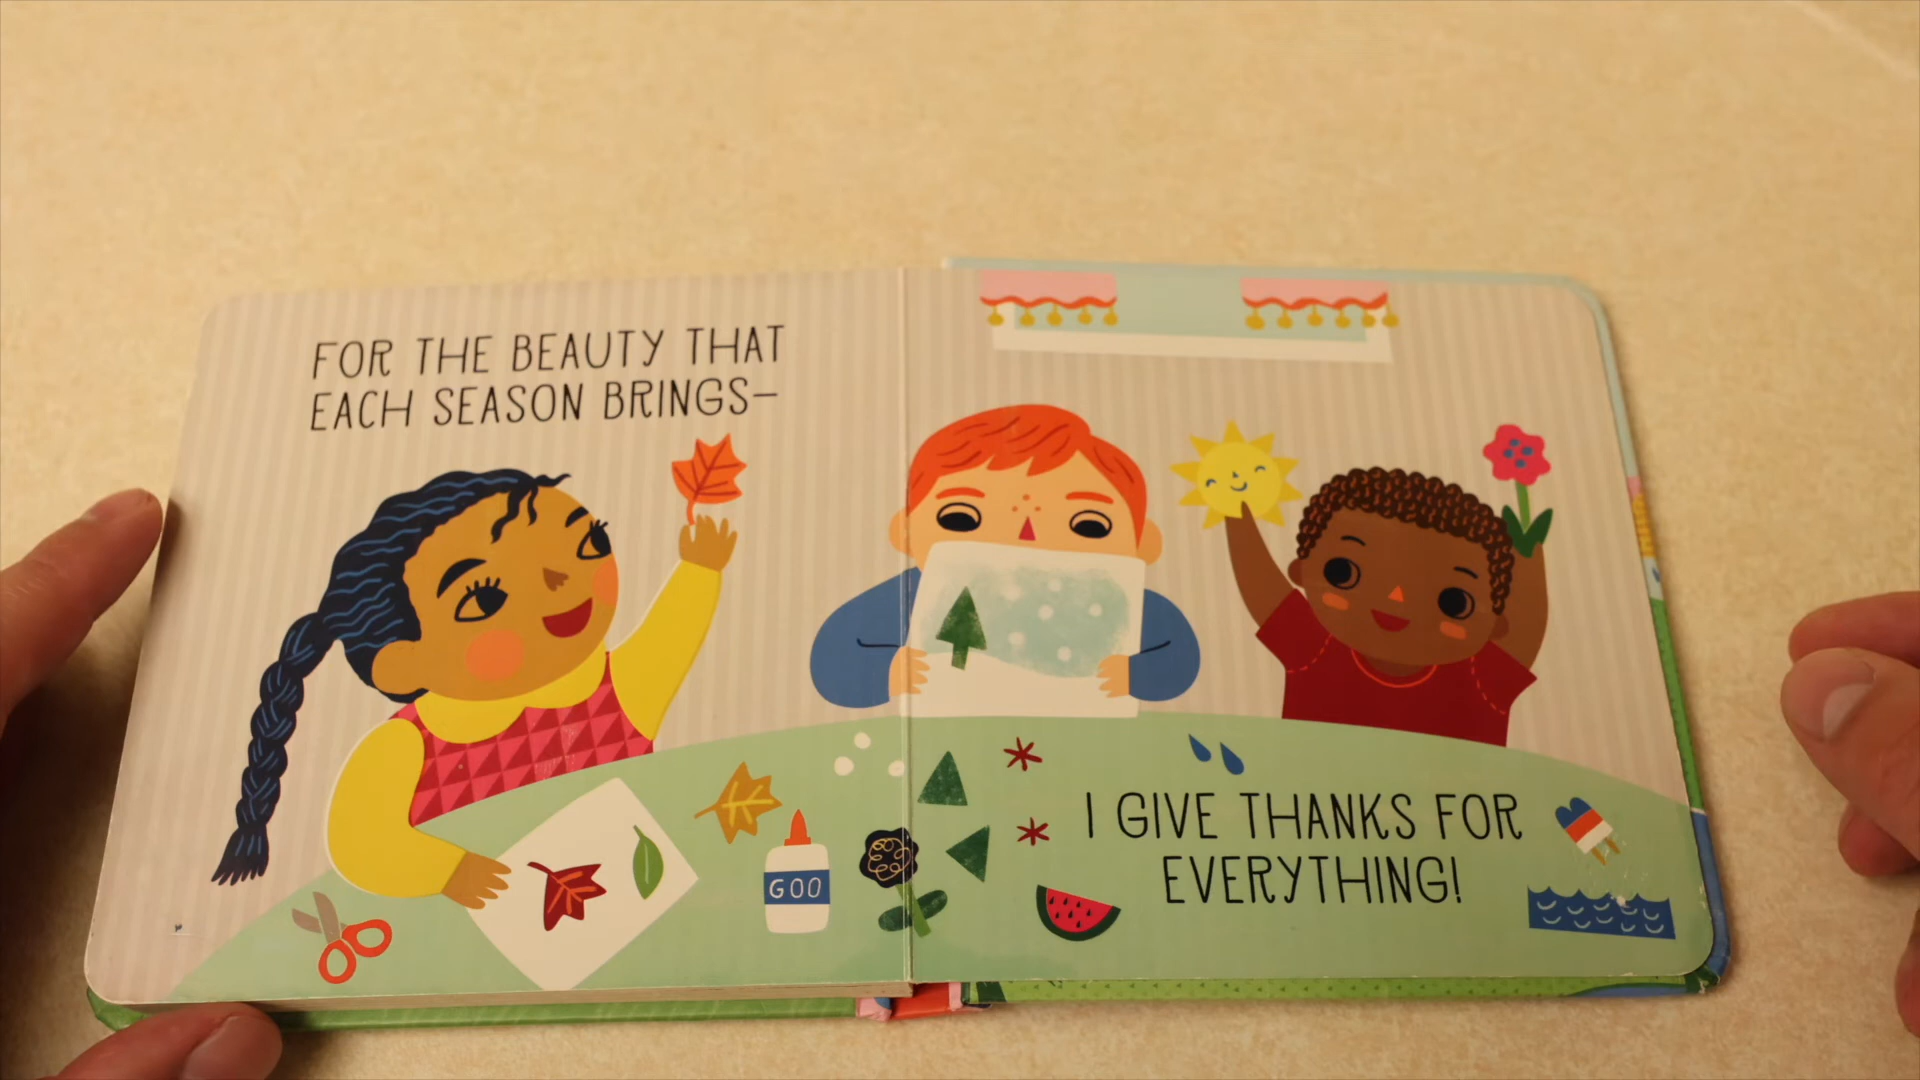 FOR THE BEAUTY THAT
EACH SEASON BRINGS—
GOO
I GIVE THANKS FOR
EVERYTHING!